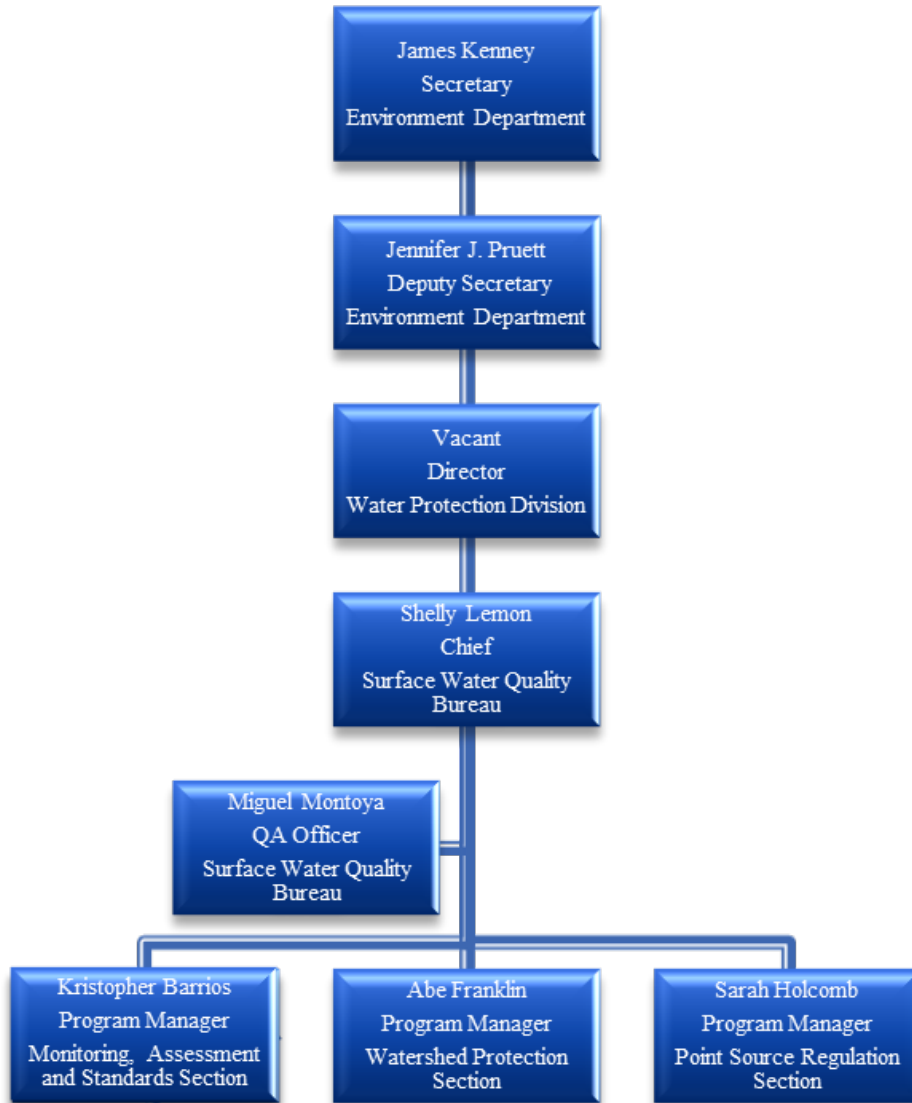 James Kenney
Secretary
Environment Department
Jennifer J. Pruett
Deputy Secretary
Environment Department
Vacant
Director
Water Protection Division
Shelly Lemon
Chief
Surface Water Quality
Bureau
Miguel Montoya
QA Officer
Surface Water Quality
Bureau
Kristopher Barrios
Program Manager
Monitoring, Assessment
and Standards Section
Abe Franklin
Program Manager
Watershed Protection
Section
Sarah Holcomb
Program Manager
Point Source Regulation
Section